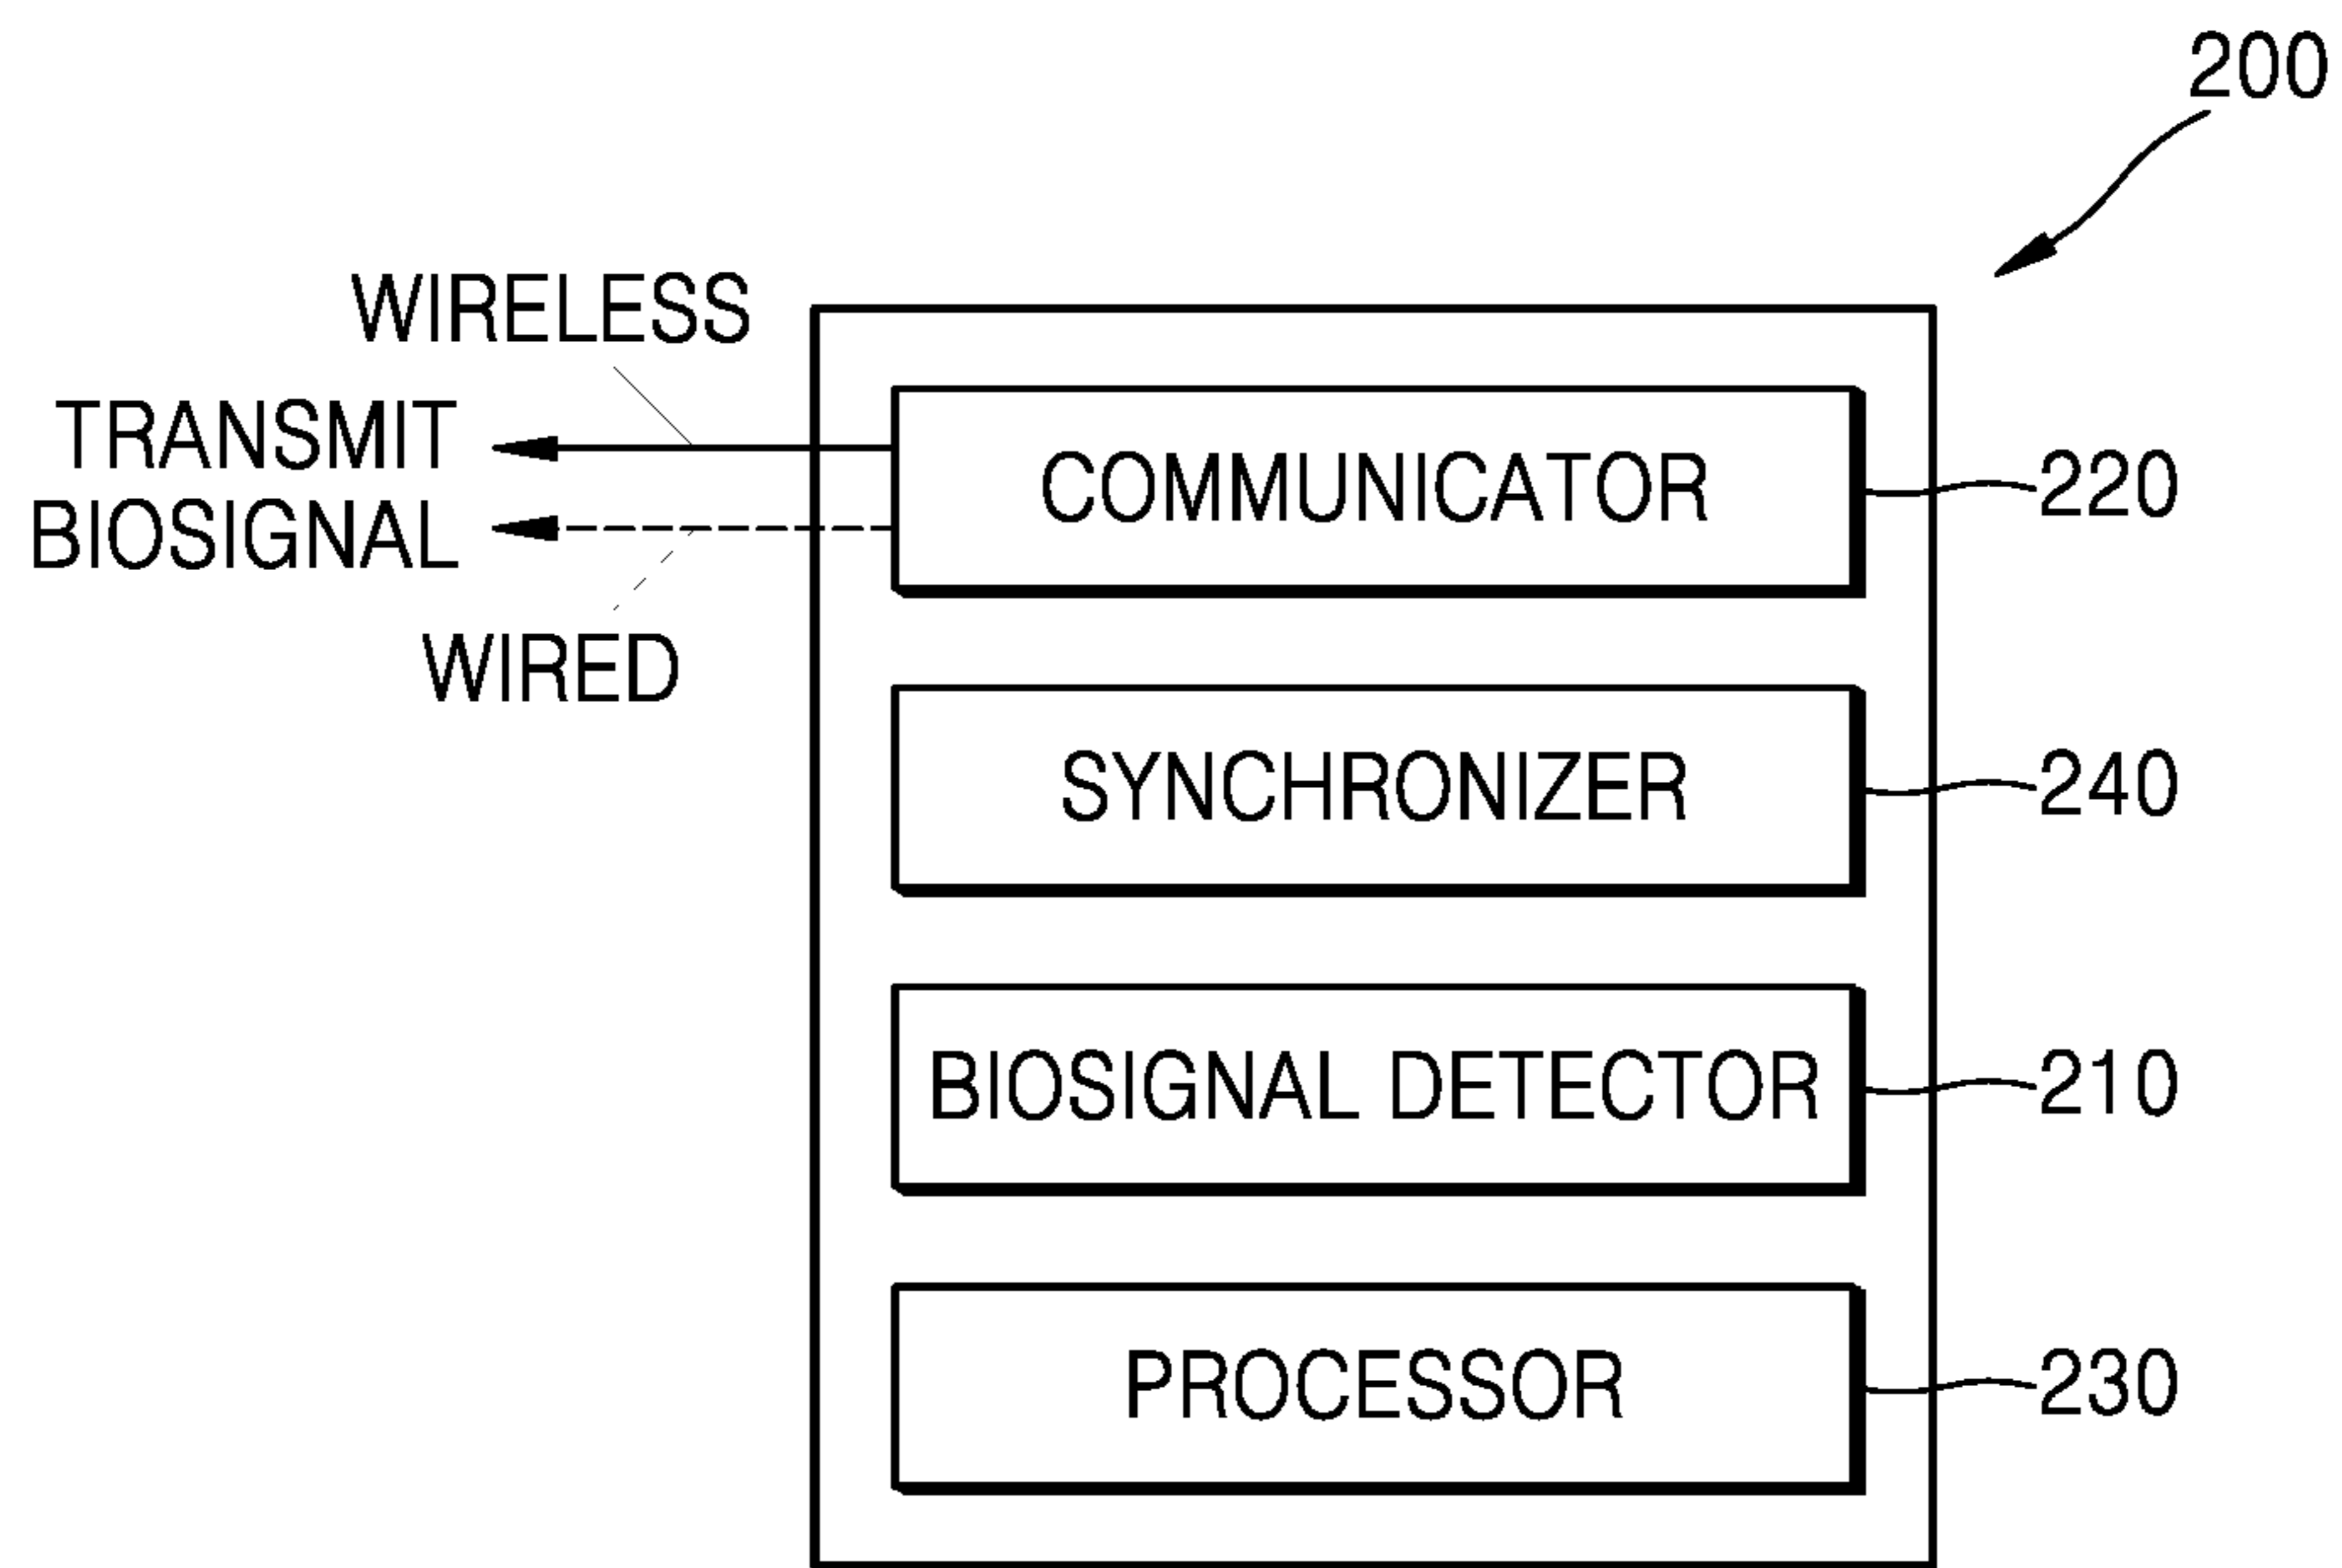 200
WIRELESS
TRANSMIT
BIOSIGNAL
WIRED
COMMUNICATOR
220
SYNCHRONIZER
240
BIOSIGNAL DETECTOR
210
PROCESSOR
230